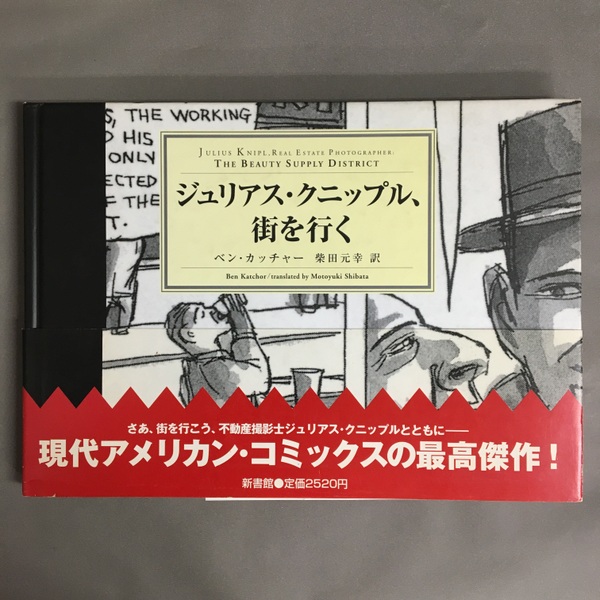 S, THE WORKING
O HIS
ONLY
ECTED
F THE
T.
JULIUS KNIPL, REAL ESTATE PHOTOGRAPHER:
THE BEAUTY SUPPLY DISTRICT
ジュリアス・クニップル、
街を行く
ベン・カッチャー 柴田元幸 訳
Ben Katchor/translated by Motoyuki Shibata
さあ、街を行こう、不動産撮影士ジュリアス・クニップルとともに──
現代アメリカン・コミックスの最高傑作!
新書館●定価2520円